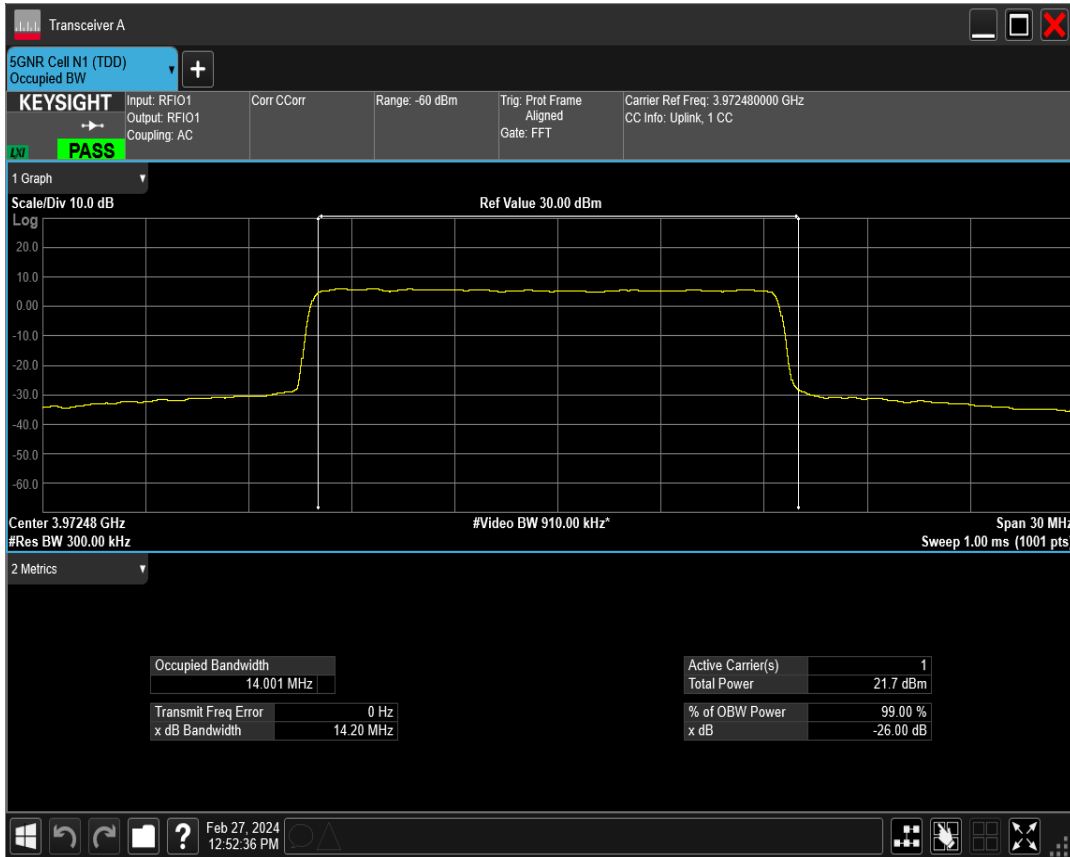 Transceiver A
5GNR Cell N1 (TDD)
Occupied BW
+
KEYSIGHT
LXI
PASS
Input: RFIO1
Output: RFIO1
Coupling: AC
Corr CCorr
Range: -60 dBm
Trig: Prot Frame
Aligned
Gate: FFT
Carrier Ref Freq: 3.972480000 GHz
CC Info: Uplink, 1 CC
1 Graph
Scale/Div 10.0 dB
Ref Value 30.00 dBm
Log
20.0
10.0
0.00
-10.0
-20.0
-30.0
-40.0
-50.0
-60.0
Center 3.97248 GHz
#Video BW 910.00 kHz*
Span 30 MHz
#Res BW 300.00 kHz
Sweep 1.00 ms (1001 pts)
2 Metrics
Occupied Bandwidth
14.001 MHz
Transmit Freq Error 0 Hz
x dB Bandwidth 14.20 MHz
Active Carrier(s) 1
Total Power 21.7 dBm
% of OBW Power 99.00 %
x dB -26.00 dB
?
Feb 27, 2024
12:52:36 PM